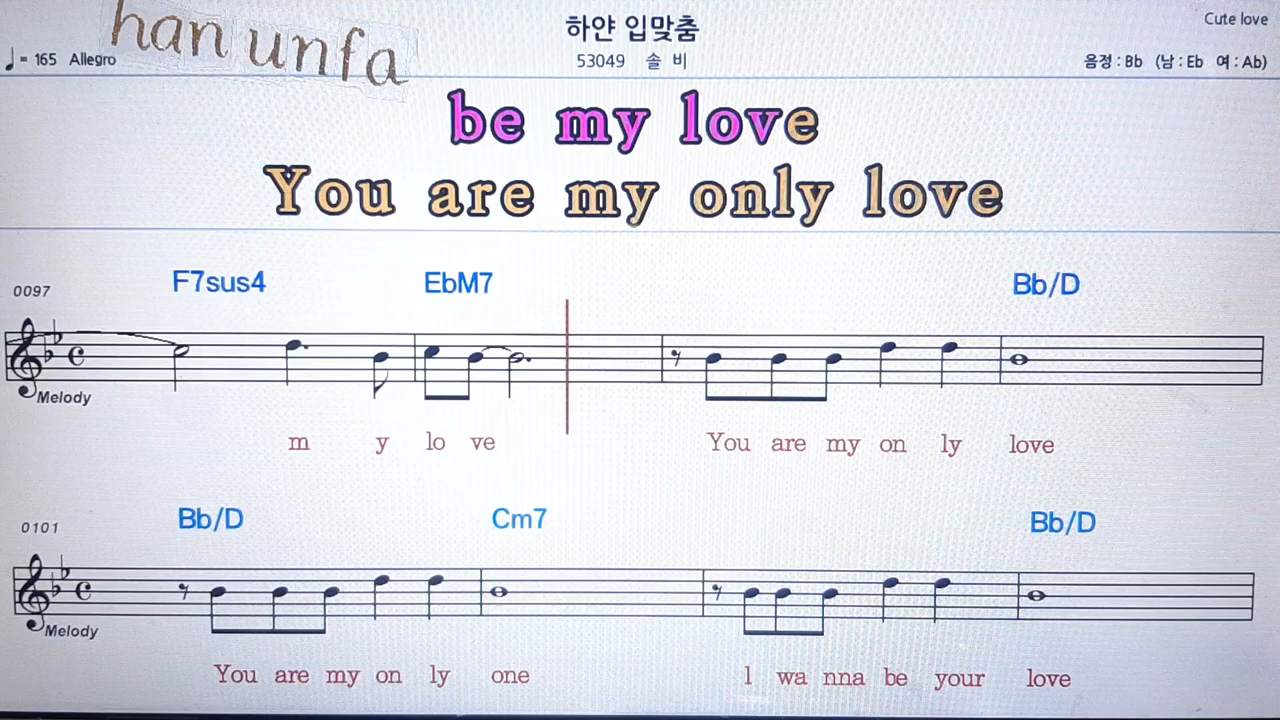 han unfa
하얀 입맞춤
Cute love
♩= 165 Allegro
53049 솔 비
음정 : Bb (남 : Eb 여 : Ab)
be my love
You are my only love
F7sus4 EbM7 Bb/D
0097
Melody
m y lo ve You are my on ly love
Bb/D Cm7 Bb/D
0101
Melody
You are my on ly one I wa nna be your love